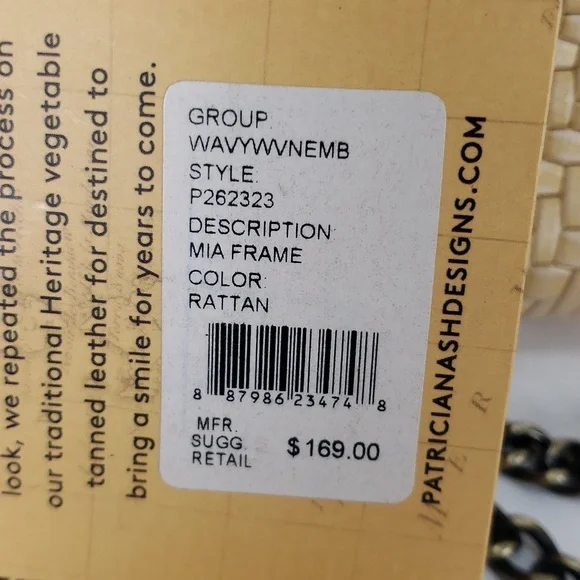 look, we repeated the process on
our traditional Heritage vegetable
tanned leather for destined to
bring a smile for years to come.
GROUP:
WAVYWVNEMB
STYLE:
P262323
DESCRIPTION:
MIA FRAME
COLOR:
RATTAN
8 87986 23474 8
MFR.
SUGG.
RETAIL
$169.00
PATRICIANASHDESIGNS.COM